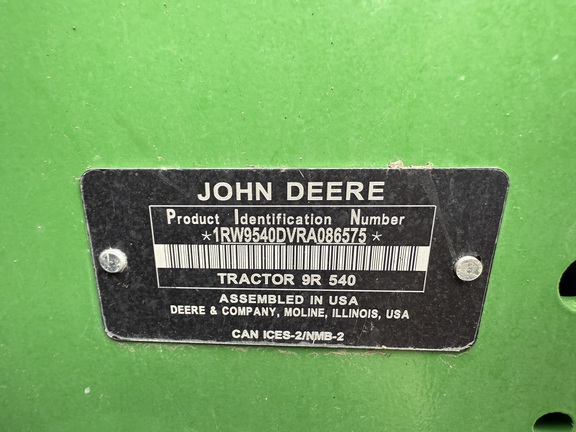 JOHN DEERE
Product Identification Number
*1RW9540DVRA086575*
TRACTOR 9R 540
ASSEMBLED IN USA
DEERE & COMPANY, MOLINE, ILLINOIS, USA
CAN ICES-2/NMB-2